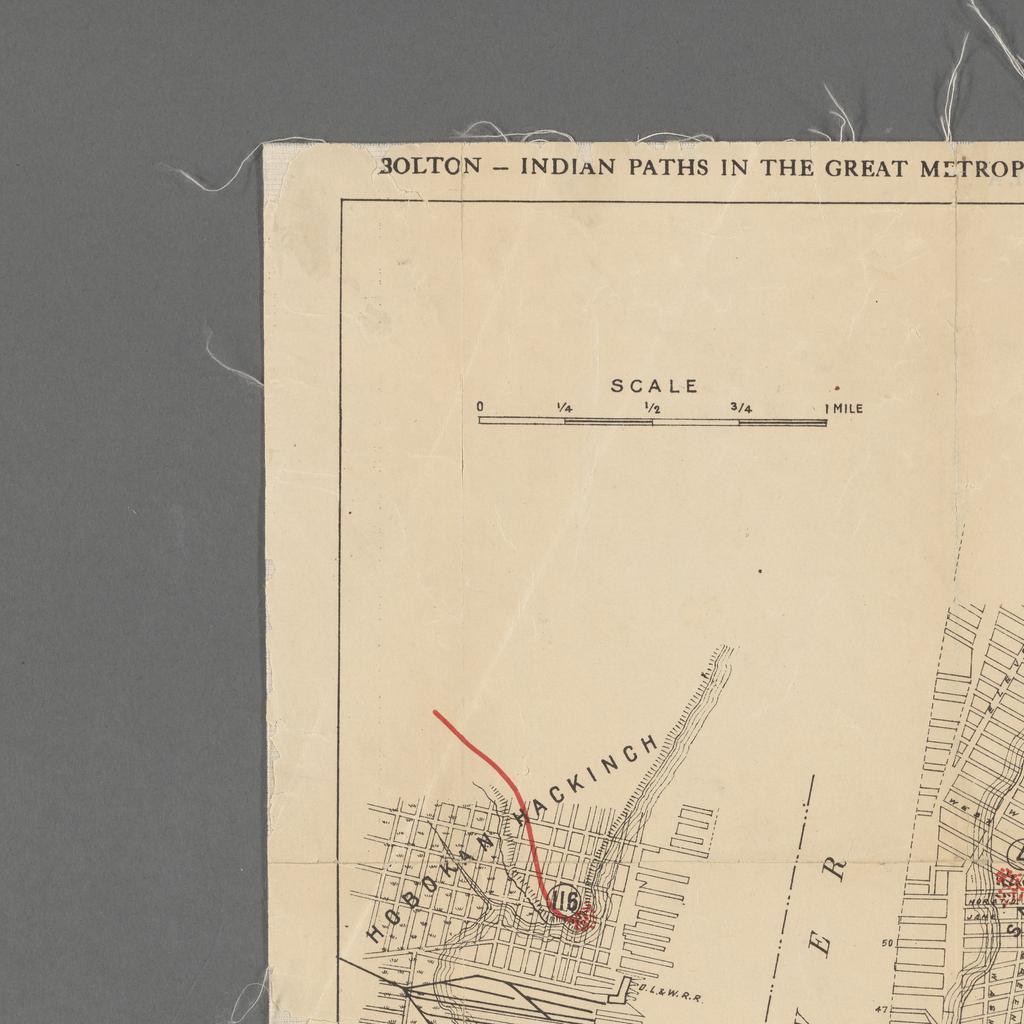 BOLTON – INDIAN PATHS IN THE GREAT METROP
SCALE
0 1/4 1/2 3/4 1 MILE
HOBOKAN HACKINCH
116
D.L.&W.R.R.
V E R
50
47